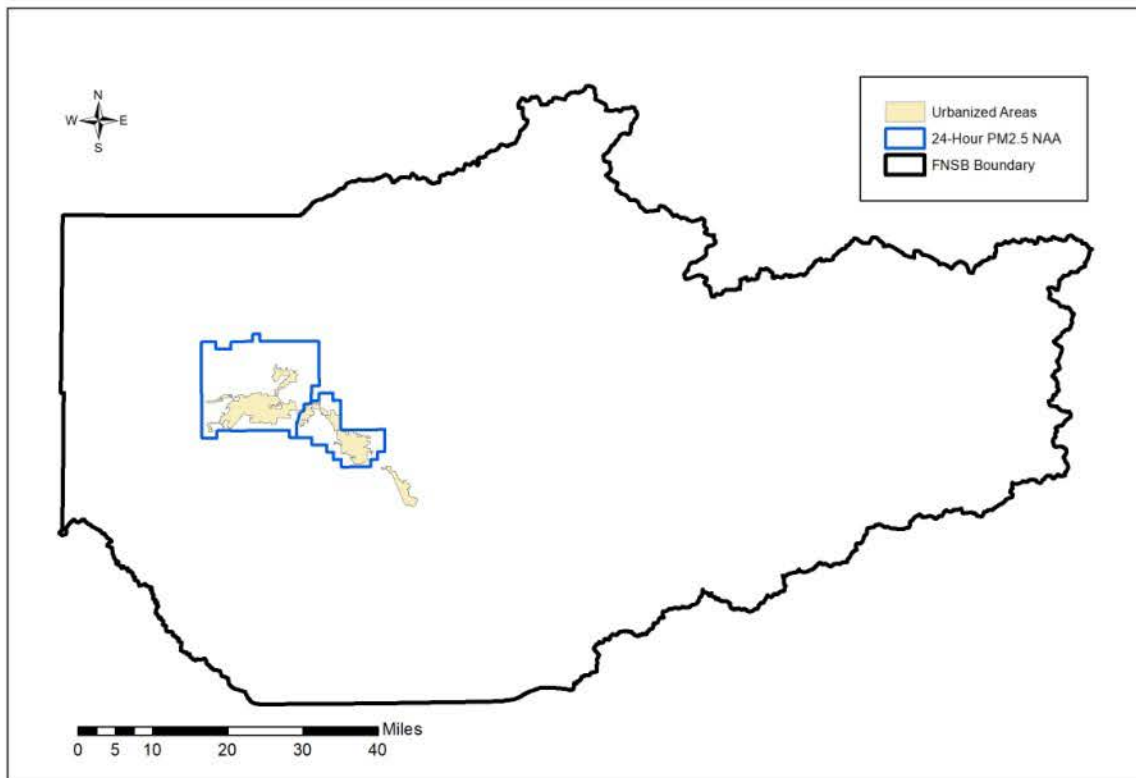 N
W E
S
Urbanized Areas
24-Hour PM2.5 NAA
FNSB Boundary
Miles
0 5 10 20 30 40